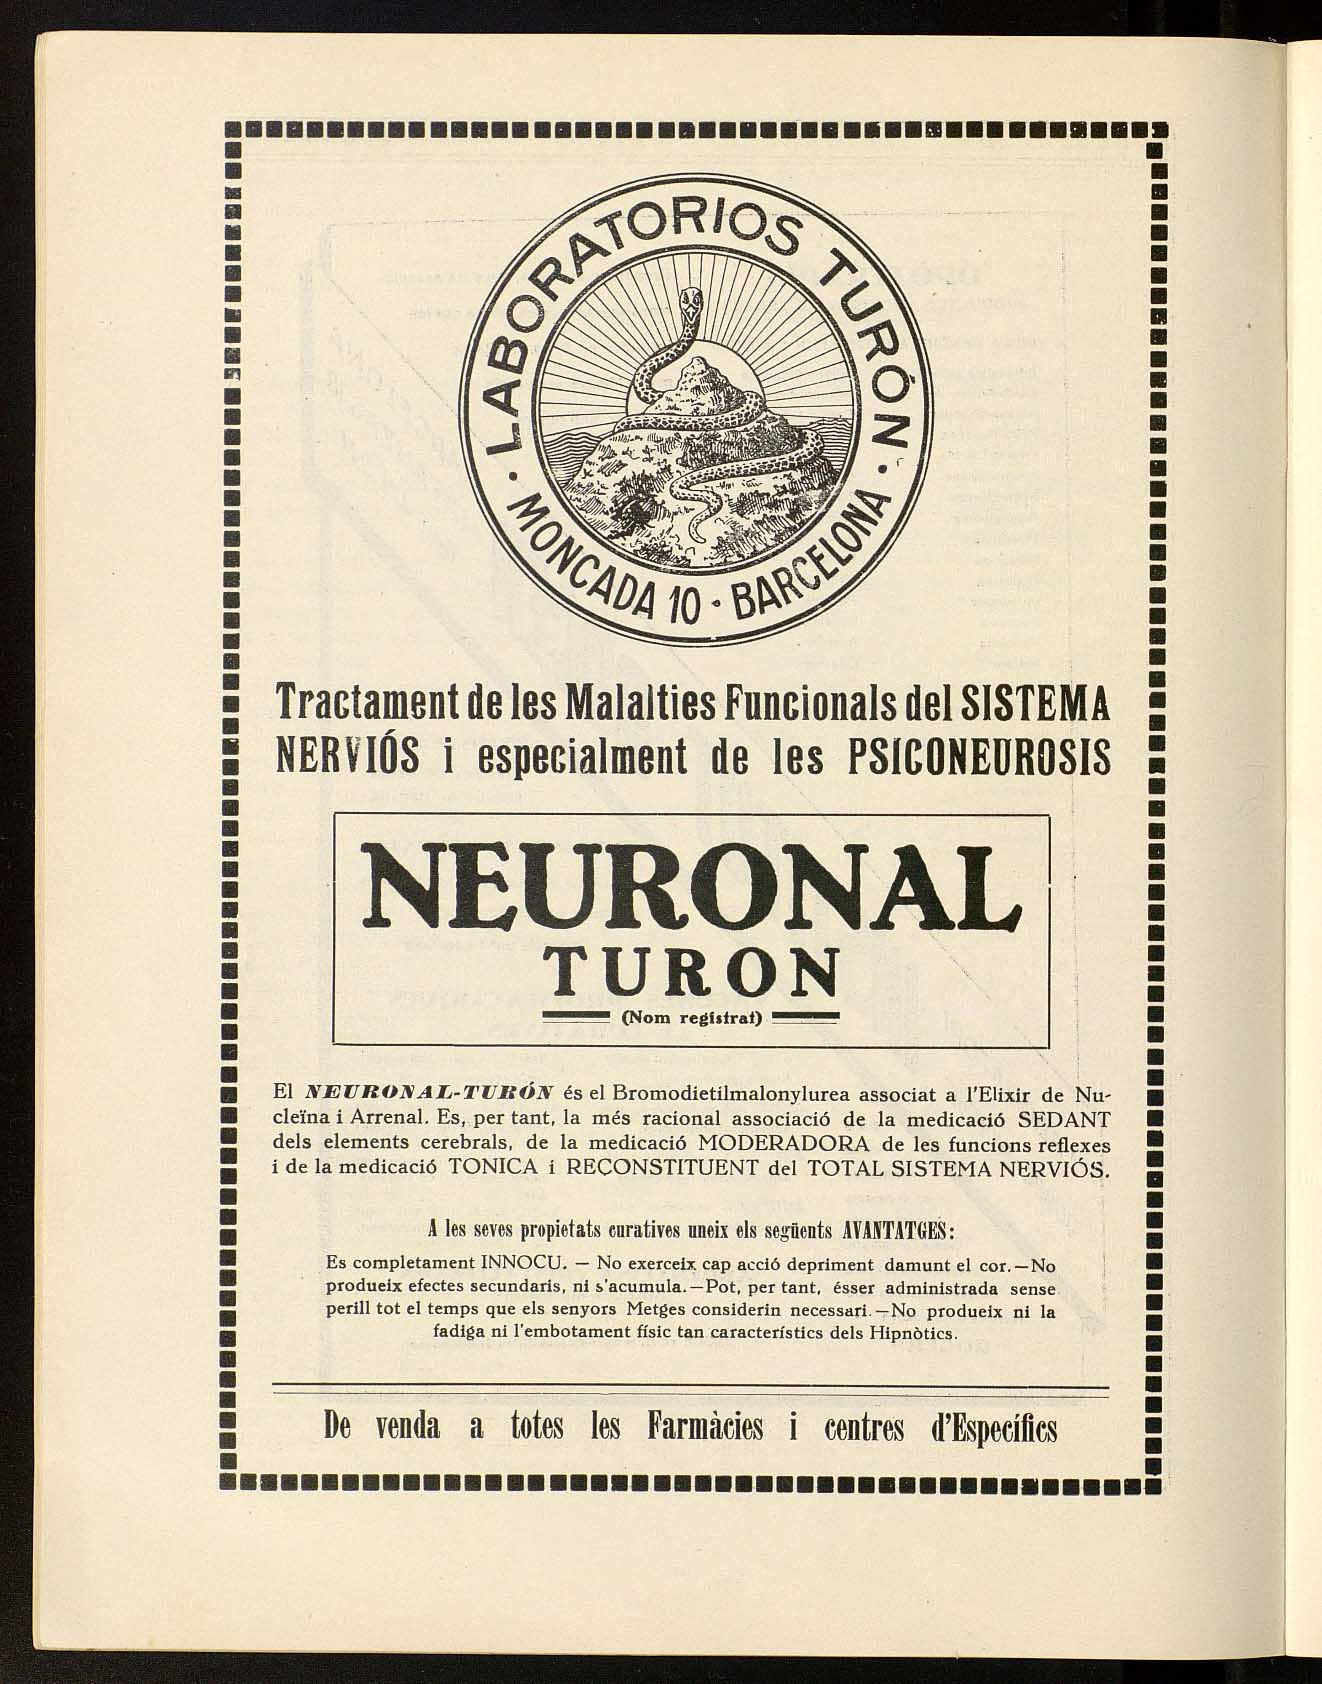 LABORATORIOS TURÓN
· MONCADA 10 · BARCELONA ·
Tractament de les Malalties Funcionals del SISTEMA
NERVIÓS i especialment de les PSICONEUROSIS
NEURONAL
TURON
(Nom registrat)
El NEURONAL-TURÓN és el Bromodietilmalonylurea associat a l'Elixir de Nu-
cleïna i Arrenal. Es, per tant, la més racional associació de la medicació SEDANT
dels elements cerebrals, de la medicació MODERADORA de les funcions reflexes
i de la medicació TONICA i REÇONSTITUENT del TOTAL SISTEMA NERVIÓS.
A les seves propietats curatives uneix els següents AVANTATGES:
Es completament INNOCU. — No exerceix cap acció depriment damunt el cor.—No
produeix efectes secundaris, ni s'acumula.—Pot, per tant, ésser administrada sense
perill tot el temps que els senyors Metges considerin necessari.—No produeix ni la
fadiga ni l'embotament físic tan característics dels Hipnòtics.
De venda a totes les Farmàcies i centres d'Específics